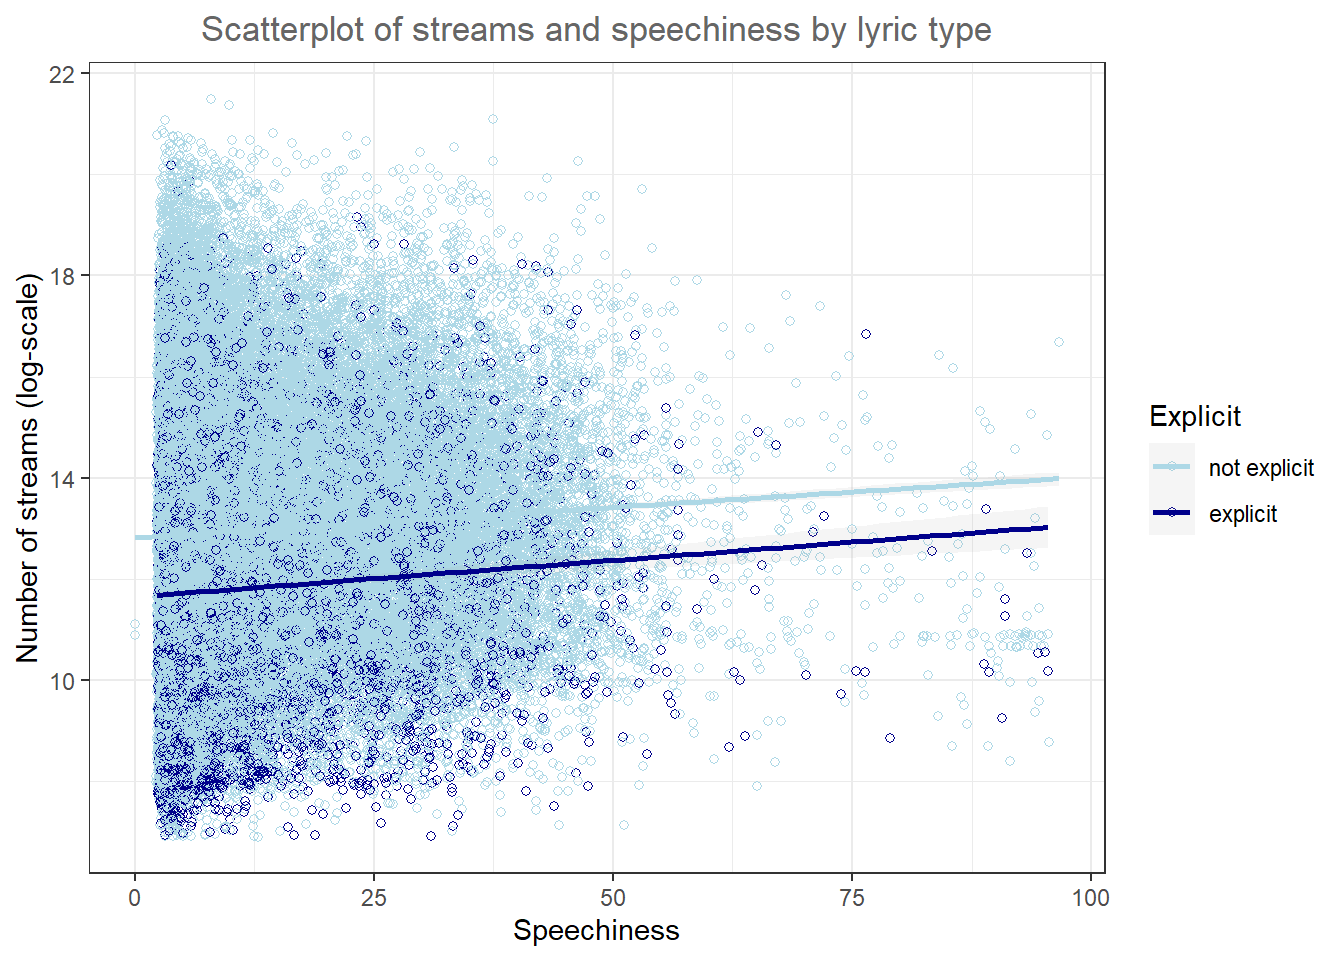 Scatterplot of streams and speechiness by lyric type
Number of streams (log-scale)
22
18
14
10
0
25
50
75
100
Speechiness
Explicit
not explicit
explicit